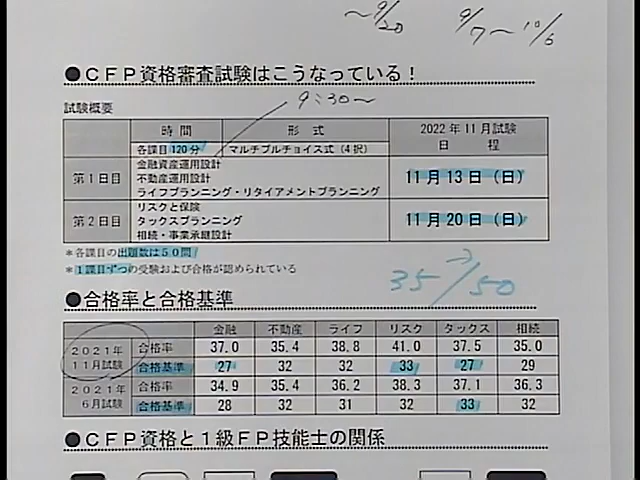 ～9/20
9/7～10/6
●ＣＦＰ資格審査試験はこうなっている！
9:30～
試験概要
時間 形式 2022年11月試験 日程
各課目120分 マルチプルチョイス式（4択）
第1日目 金融資産運用設計 11月13日（日）
不動産運用設計
ライフプランニング・リタイアメントプランニング
第2日目 リスクと保険 11月20日（日）
タックスプランニング
相続・事業承継設計
＊各課目の出題数は５０問
＊1課目ずつの受験および合格が認められている
35/50
●合格率と合格基準
金融 不動産 ライフ リスク タックス 相続
2021年11月試験 合格率 37.0 35.4 38.8 41.0 37.5 35.0
合格基準 27 32 32 33 27 29
2021年6月試験 合格率 34.9 35.4 36.2 38.3 37.1 36.3
合格基準 28 32 31 32 33 32
●ＣＦＰ資格と１級ＦＰ技能士の関係